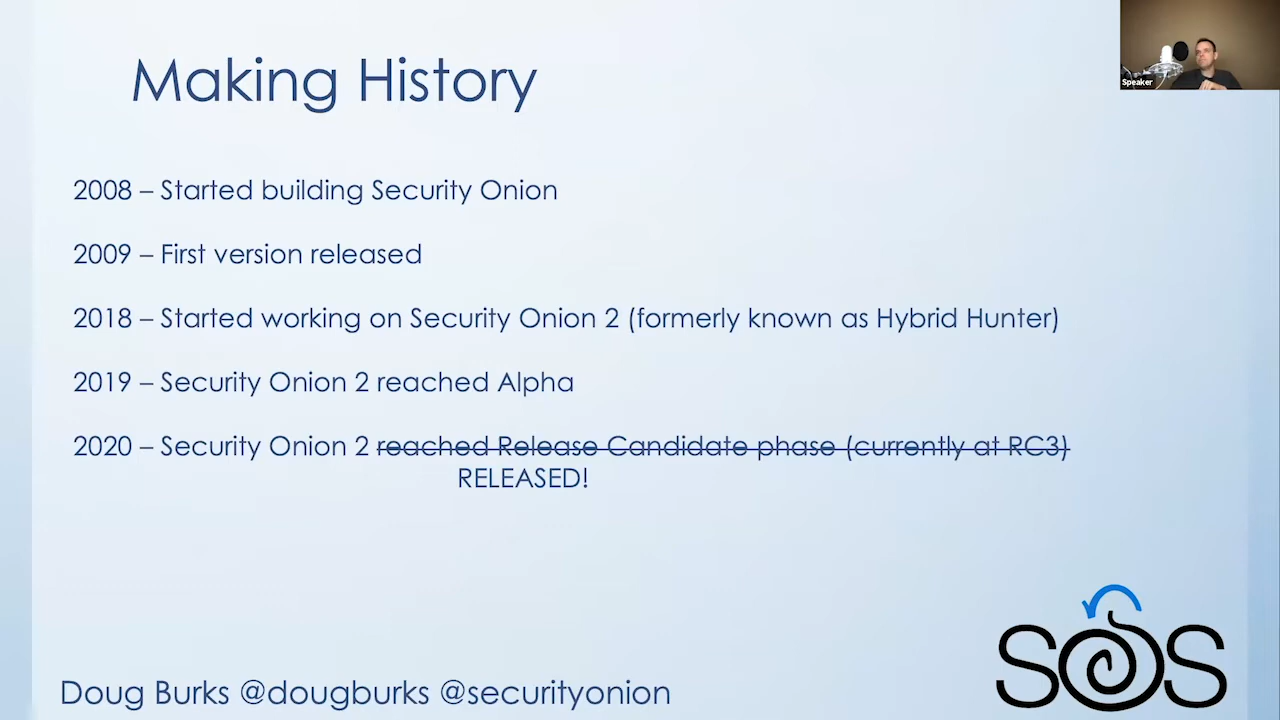 Making History
Speaker
2008 – Started building Security Onion
2009 – First version released
2018 – Started working on Security Onion 2 (formerly known as Hybrid Hunter)
2019 – Security Onion 2 reached Alpha
2020 – Security Onion 2 reached Release Candidate phase (currently at RC3)
RELEASED!
SOS
Doug Burks @dougburks @securityonion